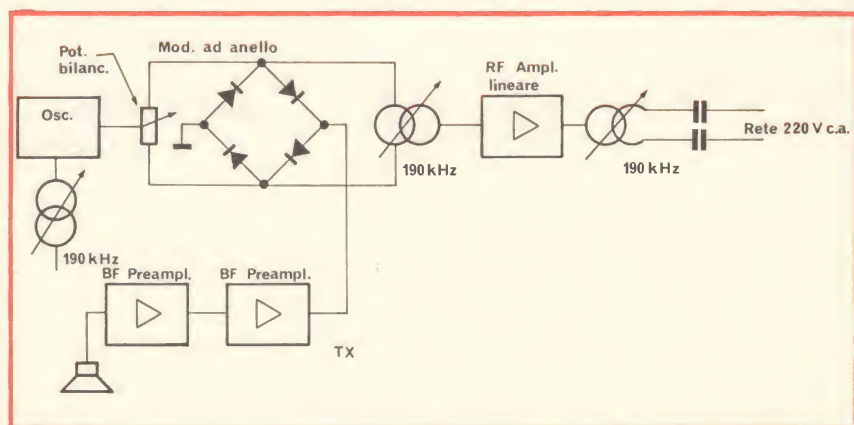 Pot.
bilanc.
Mod. ad anello
RF Ampl.
lineare
Osc.
Rete 220 V c.a.
190 kHz
190 kHz
190 kHz
BF Preampl.
BF Preampl.
TX